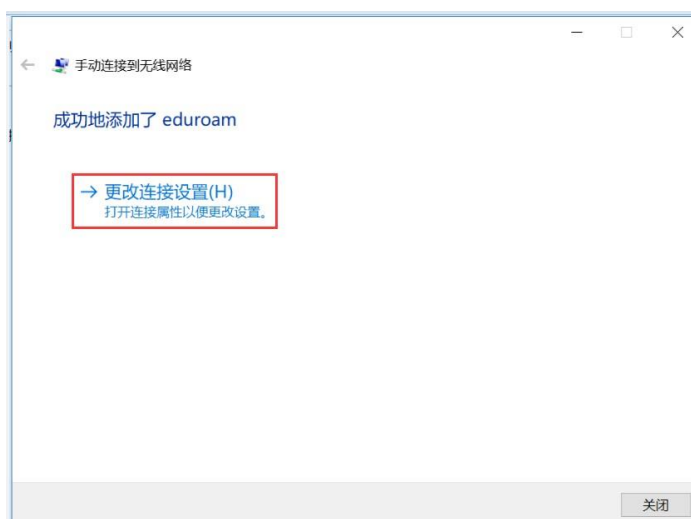 手动连接到无线网络
成功地添加了 eduroam
更改连接设置(H)
打开连接属性以便更改设置。
关闭